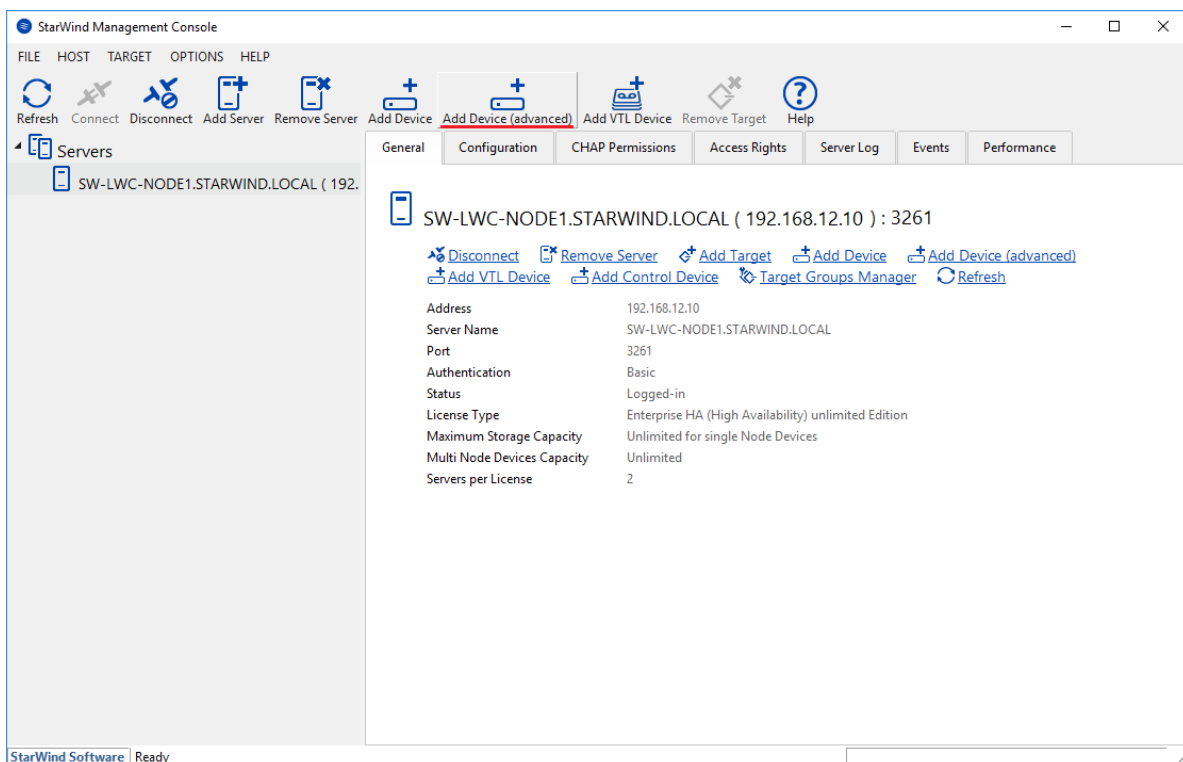 StarWind Management Console
FILE HOST TARGET OPTIONS HELP
Refresh Connect Disconnect Add Server Remove Server Add Device Add Device (advanced) Add VTL Device Remove Target Help
Servers
SW-LWC-NODE1.STARWIND.LOCAL ( 192.
General Configuration CHAP Permissions Access Rights Server Log Events Performance
SW-LWC-NODE1.STARWIND.LOCAL ( 192.168.12.10 ) : 3261
Disconnect Remove Server Add Target Add Device Add Device (advanced)
Add VTL Device Add Control Device Target Groups Manager Refresh
Address 192.168.12.10
Server Name SW-LWC-NODE1.STARWIND.LOCAL
Port 3261
Authentication Basic
Status Logged-in
License Type Enterprise HA (High Availability) unlimited Edition
Maximum Storage Capacity Unlimited for single Node Devices
Multi Node Devices Capacity Unlimited
Servers per License 2
StarWind Software Ready